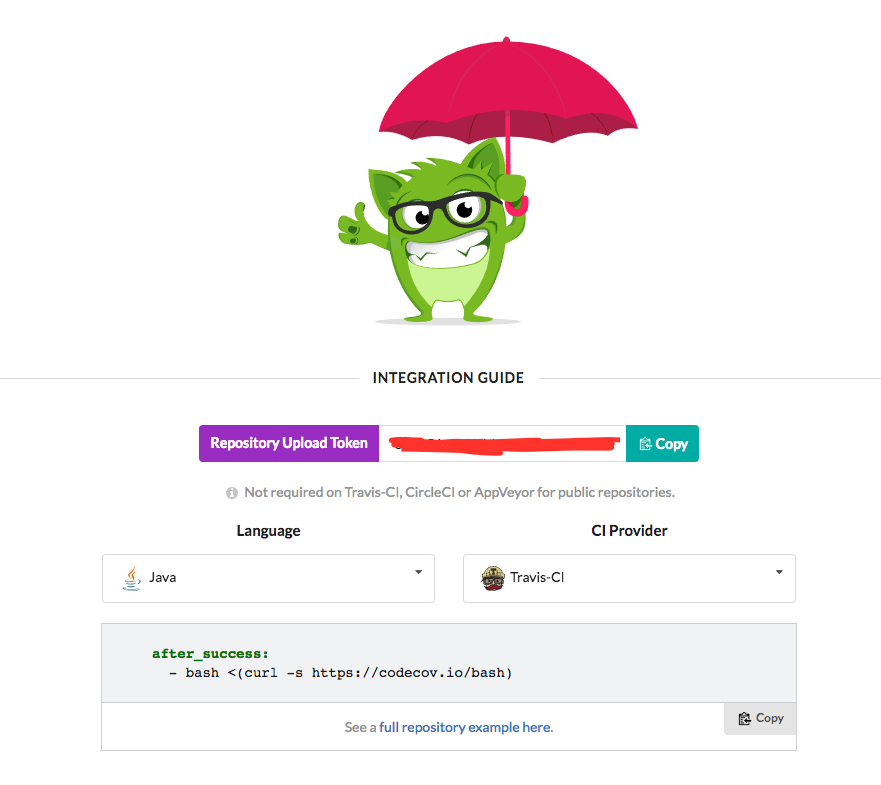 INTEGRATION GUIDE
Repository Upload Token
Copy
Not required on Travis-CI, CircleCI or AppVeyor for public repositories.
Language
CI Provider
Java
Travis-CI
after_success:
- bash <(curl -s https://codecov.io/bash)
See a full repository example here.
Copy